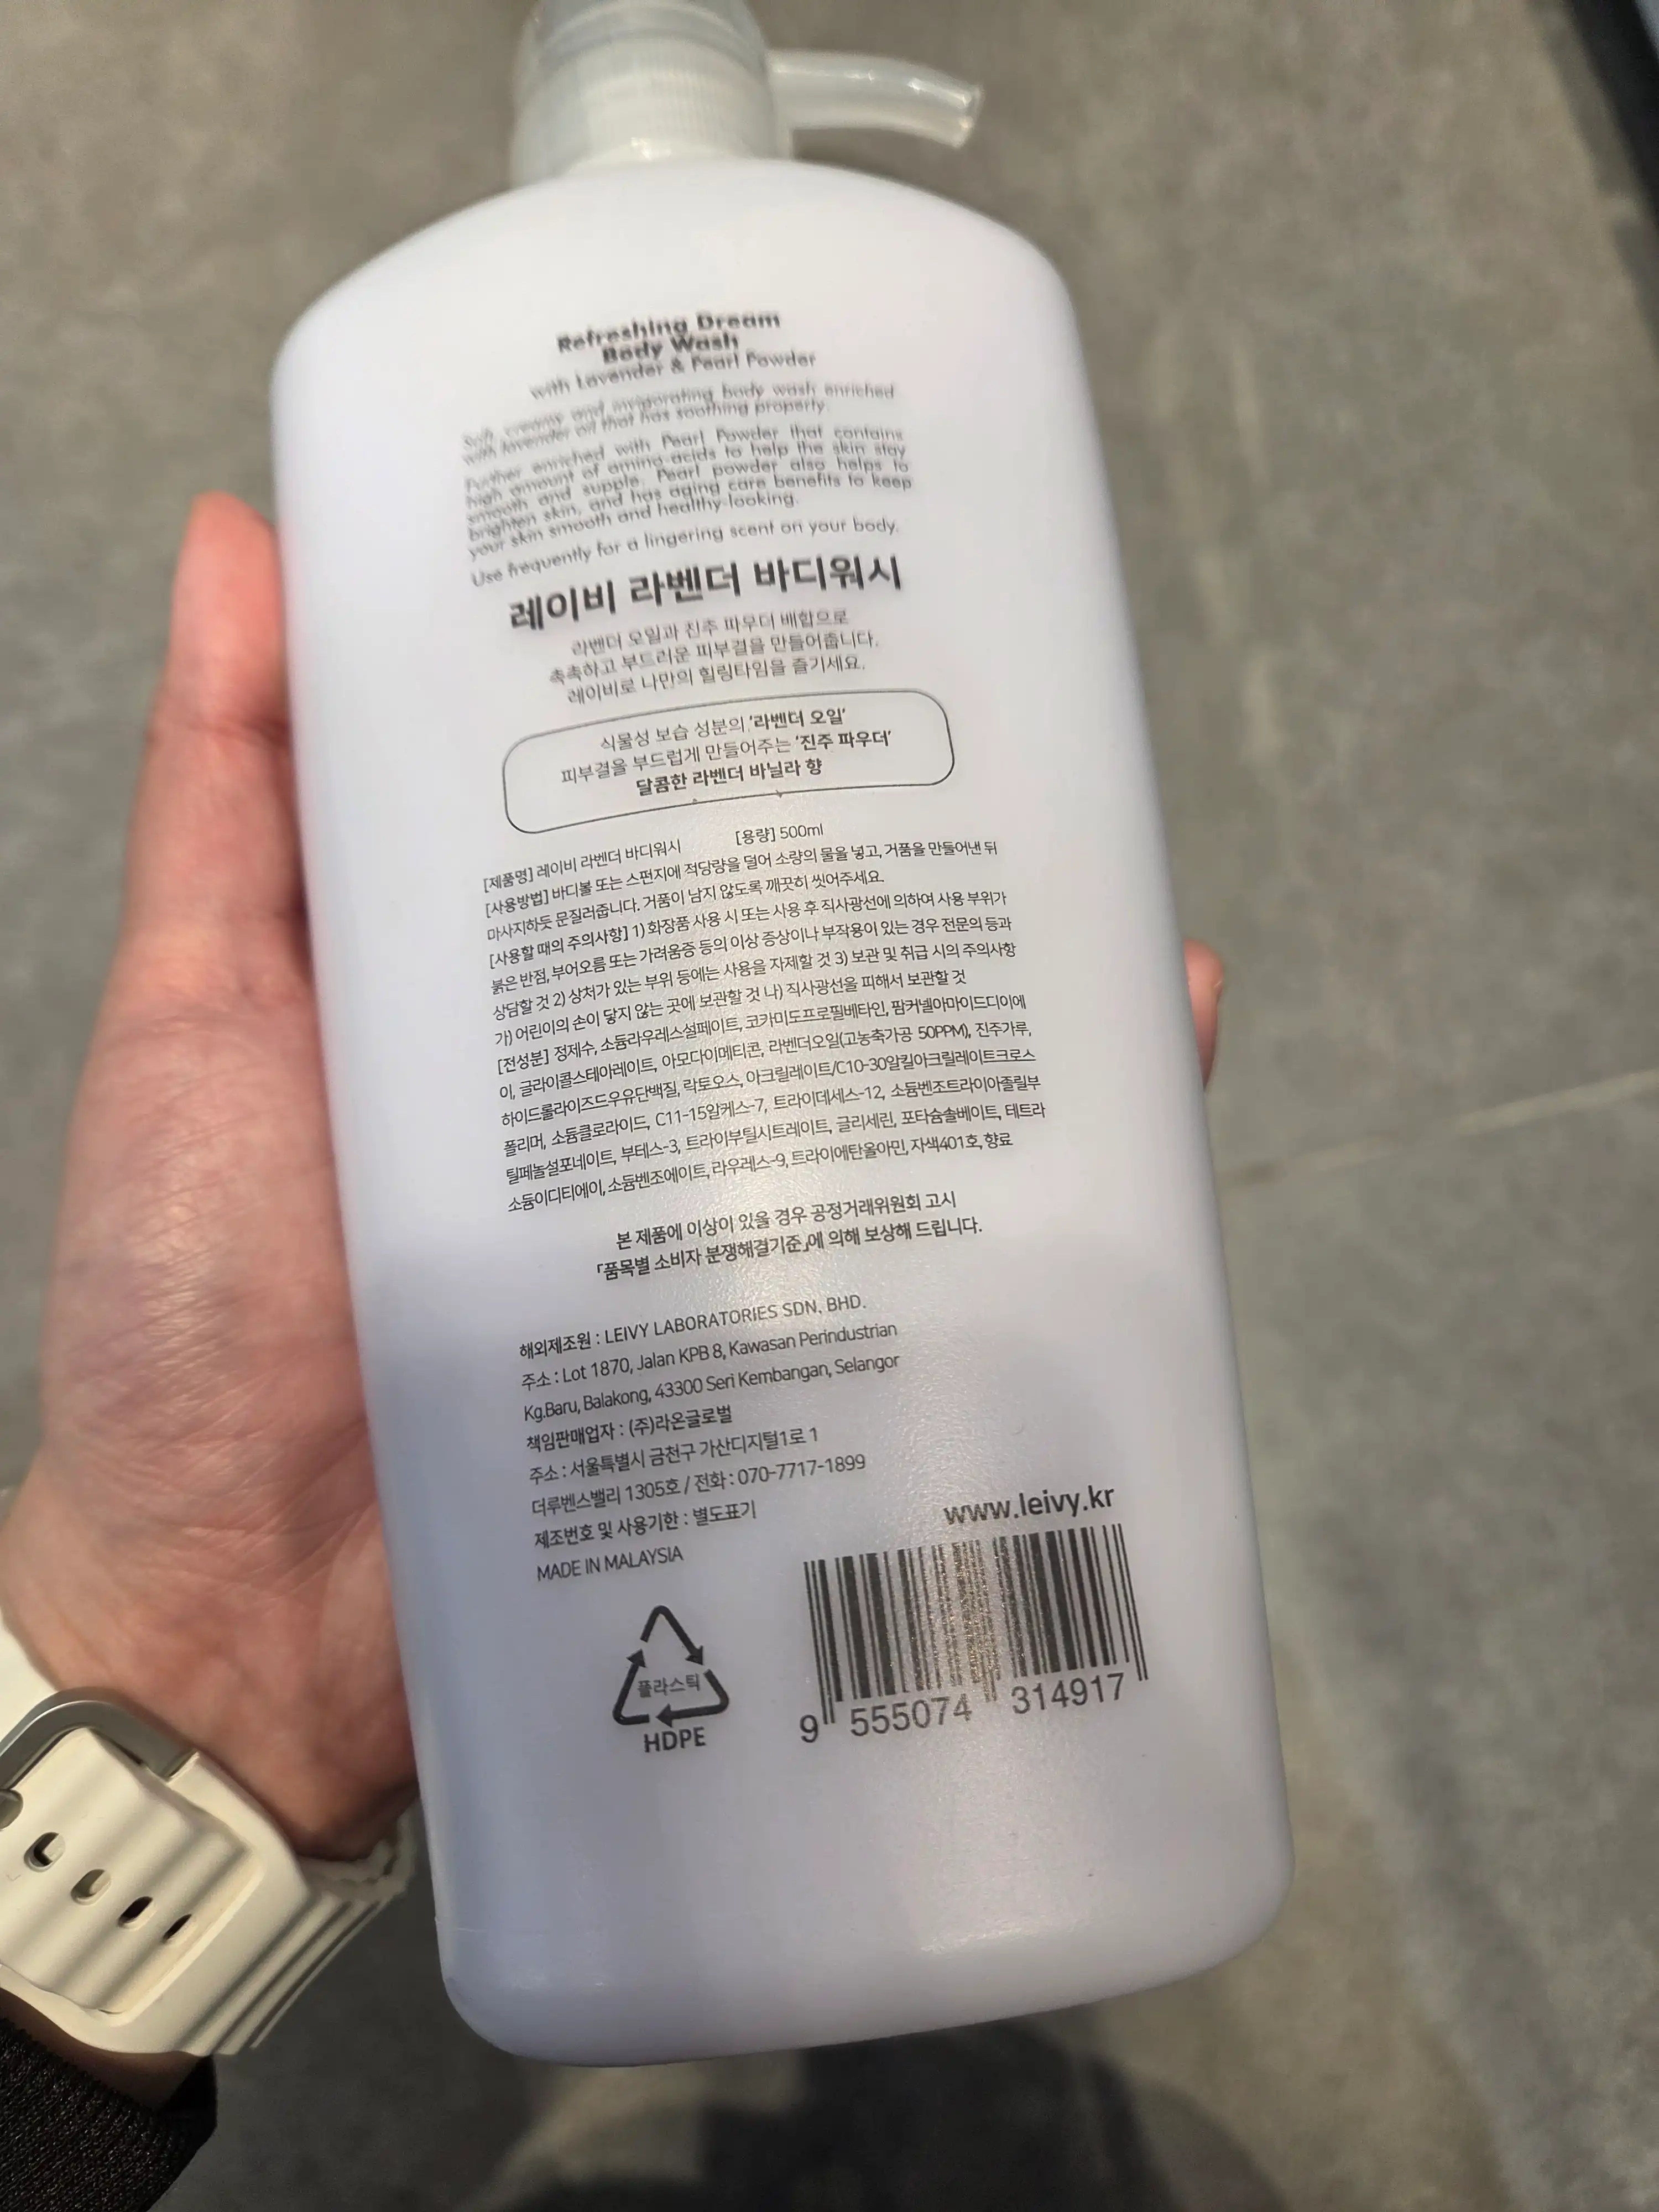 Refreshing Dream
Body Wash
with Lavender & Pearl Powder
Soft, creamy and invigorating body wash enriched
with lavender oil that has soothing property.
Further enriched with Pearl Powder that contains
high amount of amino acids to help the skin stay
smooth and supple. Pearl powder also helps to
brighten skin, and has aging care benefits to keep
your skin smooth and healthy-looking.
Use frequently for a lingering scent on your body.
레이비 라벤더 바디워시
라벤더 오일과 진주 파우더 배합으로
촉촉하고 부드러운 피부결을 만들어줍니다.
레이비로 나만의 힐링타임을 즐기세요.
식물성 보습 성분의 '라벤더 오일'
피부결을 부드럽게 만들어주는 '진주 파우더'
달콤한 라벤더 바닐라 향
[제품명] 레이비 라벤더 바디워시 [용량] 500ml
[사용방법] 바디볼 또는 스펀지에 적당량을 덜어 소량의 물을 넣고, 거품을 만들어낸 뒤
마사지하듯 문질러줍니다. 거품이 남지 않도록 깨끗히 씻어주세요.
[사용할 때의 주의사항] 1) 화장품 사용 시 또는 사용 후 직사광선에 의하여 사용 부위가
붉은 반점, 부어오름 또는 가려움증 등의 이상 증상이나 부작용이 있는 경우 전문의 등과
상담할 것 2) 상처가 있는 부위 등에는 사용을 자제할 것 3) 보관 및 취급 시의 주의사항
가) 어린이의 손이 닿지 않는 곳에 보관할 것 나) 직사광선을 피해서 보관할 것
[전성분] 정제수, 소듐라우레스설페이트, 코카미도프로필베타인, 팜커넬아마이드디이에
이, 글라이콜스테아레이트, 아모다이메티콘, 라벤더오일(고농축가공 50PPM), 진주가루,
하이드롤라이즈드우유단백질, 락토오스, 아크릴레이트/C10-30알킬아크릴레이트크로스
폴리머, 소듐클로라이드, C11-15알케스-7, 트라이데세스-12, 소듐벤조트라이아졸릴부
틸페놀설포네이트, 부테스-3, 트라이부틸시트레이트, 글리세린, 포타슘솔베이트, 테트라
소듐이디티에이, 소듐벤조에이트, 라우레스-9, 트라이에탄올아민, 자색401호, 향료
본 제품에 이상이 있을 경우 공정거래위원회 고시
「품목별 소비자 분쟁해결기준」에 의해 보상해 드립니다.
해외제조원 : LEIVY LABORATORIES SDN. BHD.
주소 : Lot 1870, Jalan KPB 8, Kawasan Perindustrian
Kg.Baru, Balakong, 43300 Seri Kembangan, Selangor
책임판매업자 : (주)라온글로벌
주소 : 서울특별시 금천구 가산디지털1로 1
더루벤스밸리 1305호 / 전화 : 070-7717-1899
제조번호 및 사용기한 : 별도표기
MADE IN MALAYSIA
www.leivy.kr
플라스틱
HDPE
9 555074 314917